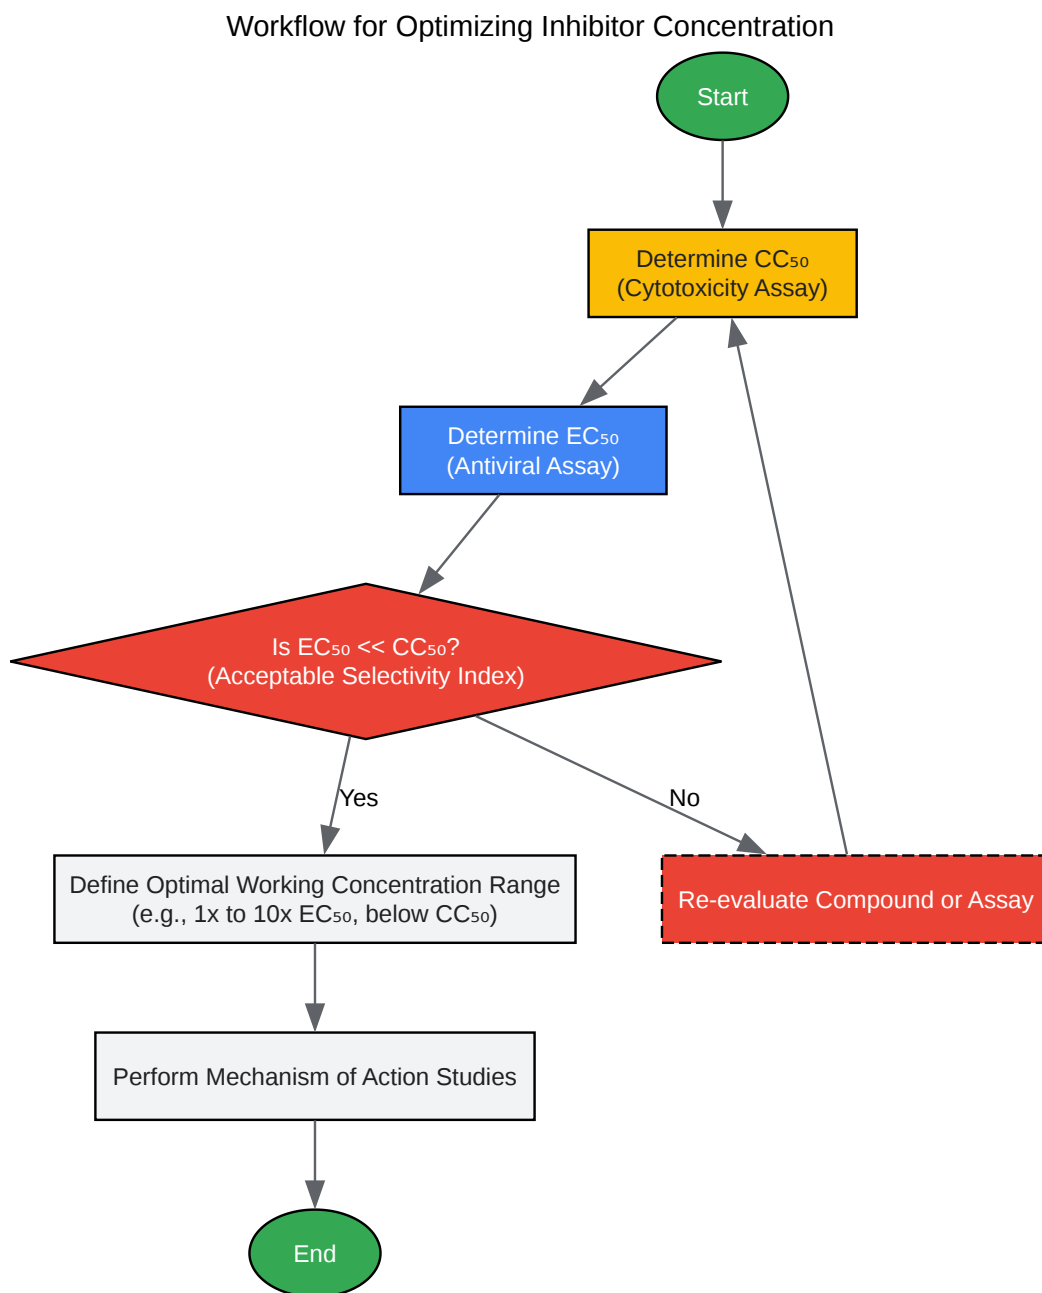 Workflow for Optimizing Inhibitor Concentration
Start
Determine CC₅₀
(Cytotoxicity Assay)
Determine EC₅₀
(Antiviral Assay)
Is EC₅₀ << CC₅₀?
(Acceptable Selectivity Index)
Yes
No
Define Optimal Working Concentration Range
(e.g., 1x to 10x EC₅₀, below CC₅₀)
Re-evaluate Compound or Assay
Perform Mechanism of Action Studies
End